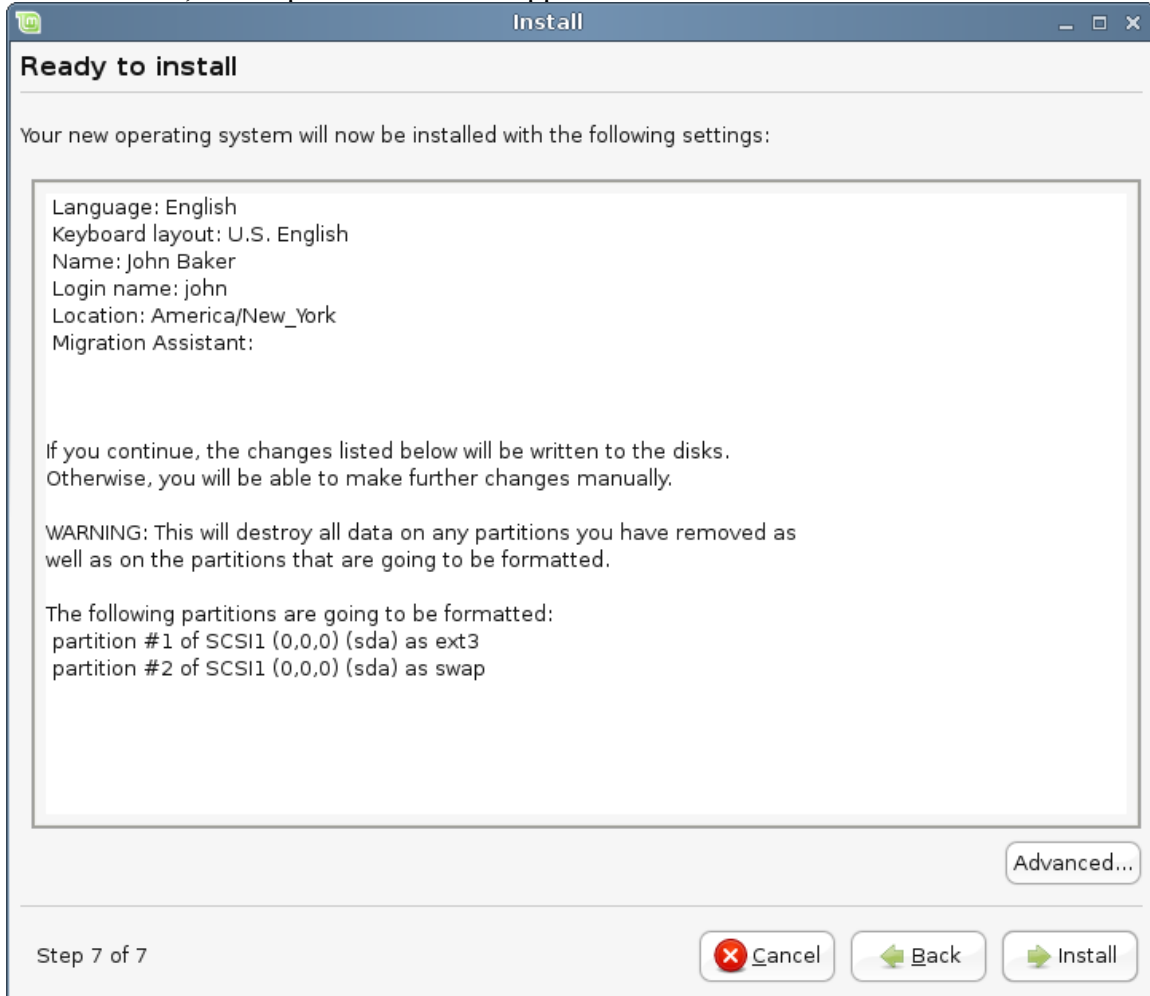 Install
Ready to install
Your new operating system will now be installed with the following settings:
Language: English
Keyboard layout: U.S. English
Name: John Baker
Login name: john
Location: America/New_York
Migration Assistant:
If you continue, the changes listed below will be written to the disks.
Otherwise, you will be able to make further changes manually.
WARNING: This will destroy all data on any partitions you have removed as
well as on the partitions that are going to be formatted.
The following partitions are going to be formatted:
partition #1 of SCSI1 (0,0,0) (sda) as ext3
partition #2 of SCSI1 (0,0,0) (sda) as swap
Advanced...
Step 7 of 7
Cancel
Back
Install